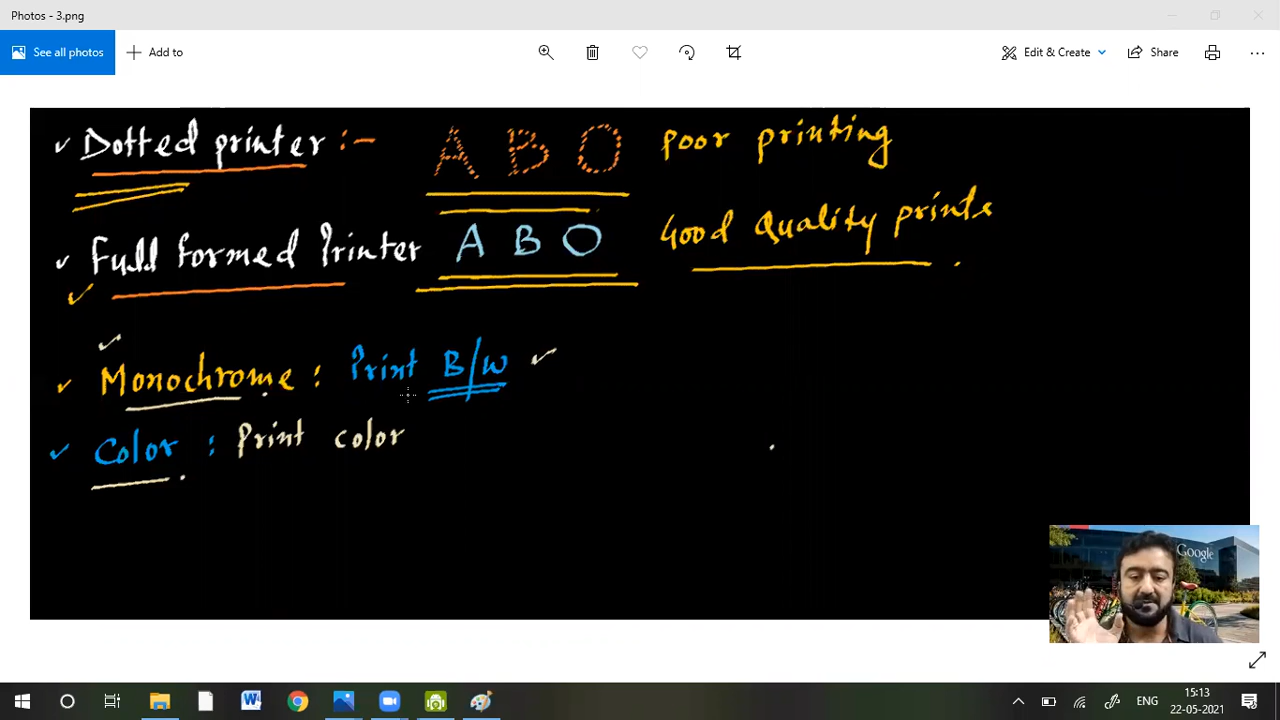 Photos - 3.png
See all photos
Add to
Edit & Create
Share
Dotted printer :- A B O Poor printing
Full formed Printer A B O Good Quality prints
Monochrome : Print B/W
Color : Print color
Google
ENG
15:13
22-05-2021